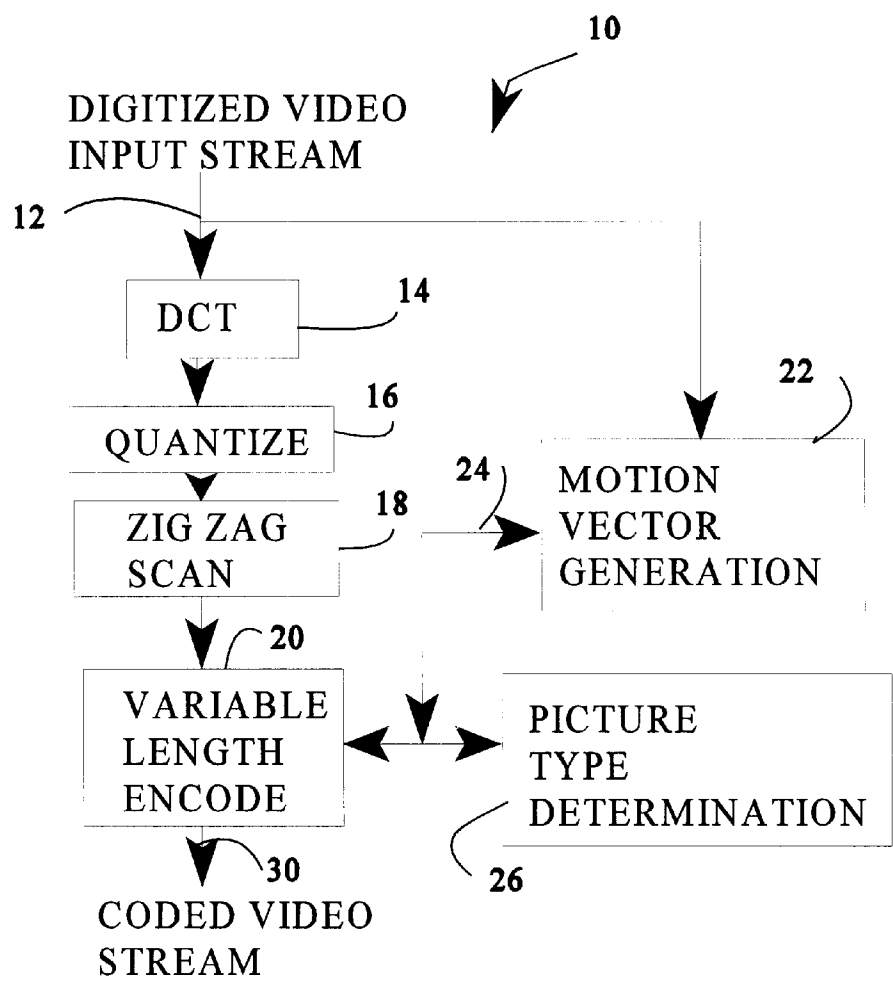 10
DIGITIZED VIDEO
INPUT STREAM
12
DCT
14
QUANTIZE
16
ZIG ZAG
SCAN
18
24
22
MOTION
VECTOR
GENERATION
20
VARIABLE
LENGTH
ENCODE
PICTURE
TYPE
DETERMINATION
26
30
CODED VIDEO
STREAM